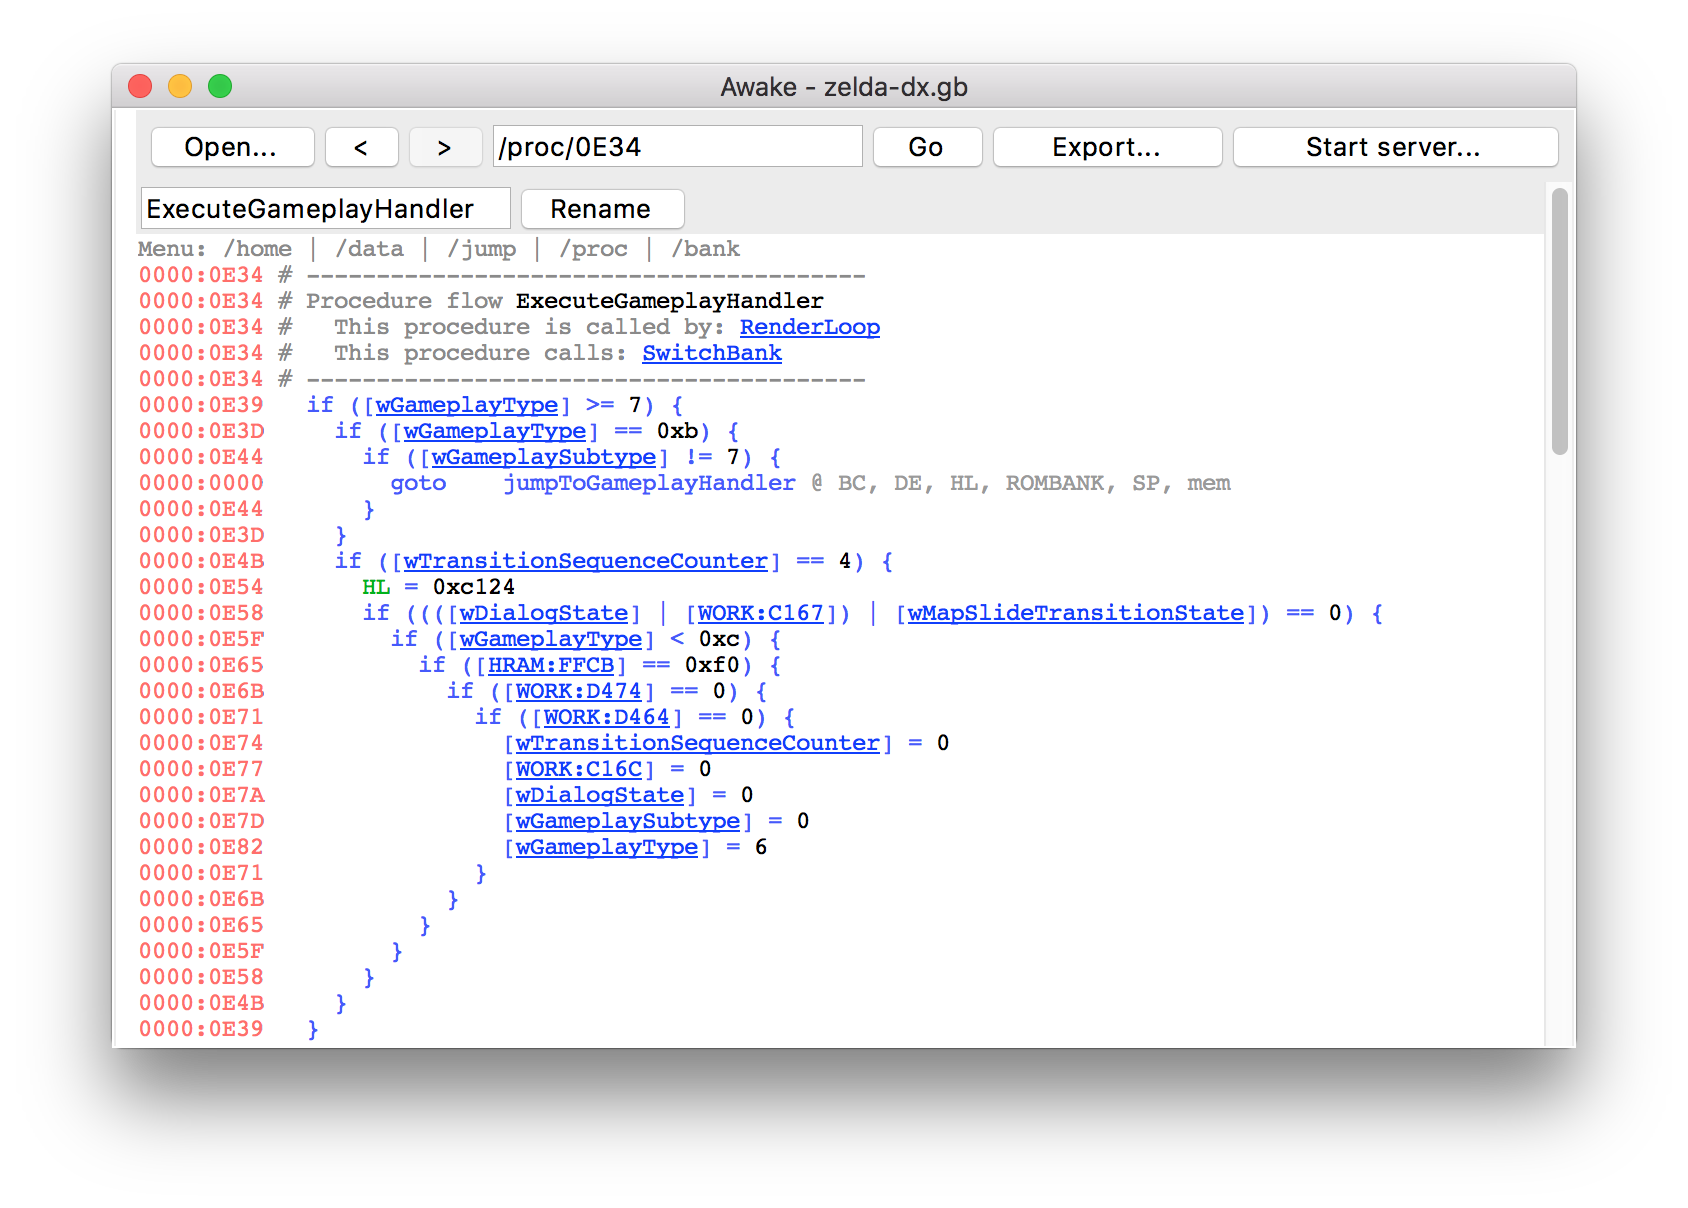 Awake - zelda-dx.gb
Open... < > /proc/0E34 Go Export... Start server...
ExecuteGameplayHandler Rename
Menu: /home | /data | /jump | /proc | /bank
0000:0E34 # ----------------------------------------
0000:0E34 # Procedure flow ExecuteGameplayHandler
0000:0E34 #   This procedure is called by: RenderLoop
0000:0E34 #   This procedure calls: SwitchBank
0000:0E34 # ----------------------------------------
0000:0E39   if ([wGameplayType] >= 7) {
0000:0E3D     if ([wGameplayType] == 0xb) {
0000:0E44       if ([wGameplaySubtype] != 7) {
0000:0000         goto    jumpToGameplayHandler @ BC, DE, HL, ROMBANK, SP, mem
0000:0E44       }
0000:0E3D     }
0000:0E4B     if ([wTransitionSequenceCounter] == 4) {
0000:0E54       HL = 0xc124
0000:0E58       if ((([wDialogState] | [WORK:C167]) | [wMapSlideTransitionState]) == 0) {
0000:0E5F         if ([wGameplayType] < 0xc) {
0000:0E65           if ([HRAM:FFCB] == 0xf0) {
0000:0E6B             if ([WORK:D474] == 0) {
0000:0E71               if ([WORK:D464] == 0) {
0000:0E74                 [wTransitionSequenceCounter] = 0
0000:0E77                 [WORK:C16C] = 0
0000:0E7A                 [wDialogState] = 0
0000:0E7D                 [wGameplaySubtype] = 0
0000:0E82                 [wGameplayType] = 6
0000:0E71               }
0000:0E6B             }
0000:0E65           }
0000:0E5F         }
0000:0E58       }
0000:0E4B     }
0000:0E39   }